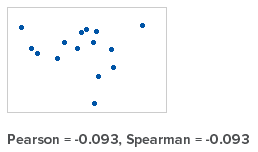 Pearson = -0.093, Spearman = -0.093